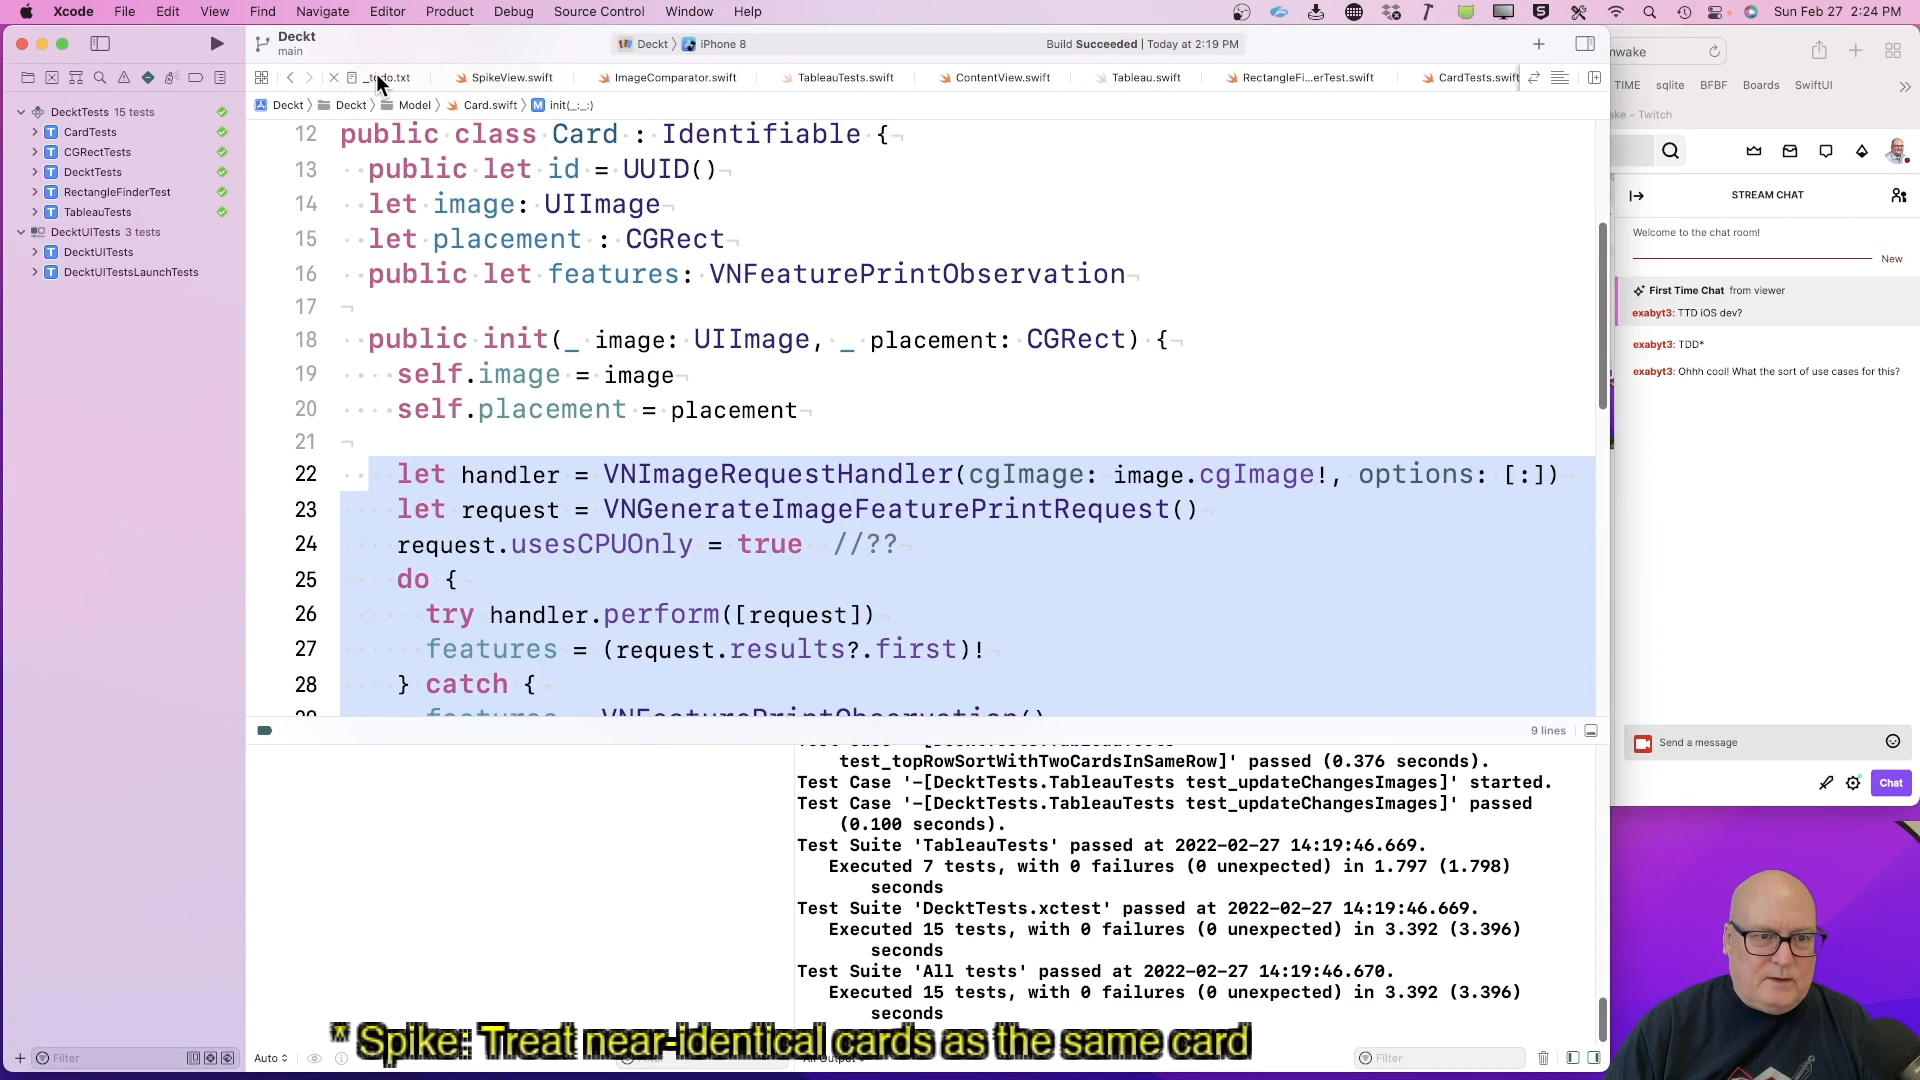 Xcode File Edit View Find Navigate Editor Product Debug Source Control Window Help Sun Feb 27 2:24 PM
Deckt
main
Deckt iPhone 8 Build Succeeded | Today at 2:19 PM
_todo.txt SpikeView.swift ImageComparator.swift TableauTests.swift ContentView.swift Tableau.swift RectangleFi...erTest.swift CardTests.swift
Deckt Deckt Model Card.swift M init(_:_:)
DecktTests 15 tests
T CardTests
T CGRectTests
T DecktTests
T RectangleFinderTest
T TableauTests
DecktUITests 3 tests
T DecktUITests
T DecktUITestsLaunchTests
12 public class Card : Identifiable {
13 public let id = UUID()
14 let image: UIImage
15 let placement : CGRect
16 public let features: VNFeaturePrintObservation
17
18 public init(_ image: UIImage, _ placement: CGRect) {
19 self.image = image
20 self.placement = placement
21
22 let handler = VNImageRequestHandler(cgImage: image.cgImage!, options: [:])
23 let request = VNGenerateImageFeaturePrintRequest()
24 request.usesCPUOnly = true //??
25 do {
26 try handler.perform([request])
27 features = (request.results?.first)!
28 } catch {
29 features = VNFeaturePrintObservation()
9 lines
test_topRowSortWithTwoCardsInSameRow]' passed (0.376 seconds).
Test Case '-[DecktTests.TableauTests test_updateChangesImages]' started.
Test Case '-[DecktTests.TableauTests test_updateChangesImages]' passed
(0.100 seconds).
Test Suite 'TableauTests' passed at 2022-02-27 14:19:46.669.
Executed 7 tests, with 0 failures (0 unexpected) in 1.797 (1.798)
seconds
Test Suite 'DecktTests.xctest' passed at 2022-02-27 14:19:46.669.
Executed 15 tests, with 0 failures (0 unexpected) in 3.392 (3.396)
seconds
Test Suite 'All tests' passed at 2022-02-27 14:19:46.670.
Executed 15 tests, with 0 failures (0 unexpected) in 3.392 (3.396)
seconds
* Spike: Treat near-identical cards as the same card
Filter Auto Filter Filter
nwake
TIME sqlite BFBF Boards SwiftUI
ake - Twitch
STREAM CHAT
Welcome to the chat room!
New
First Time Chat from viewer
exabyt3: TTD iOS dev?
exabyt3: TDD*
exabyt3: Ohhh cool! What the sort of use cases for this?
Send a message
Chat